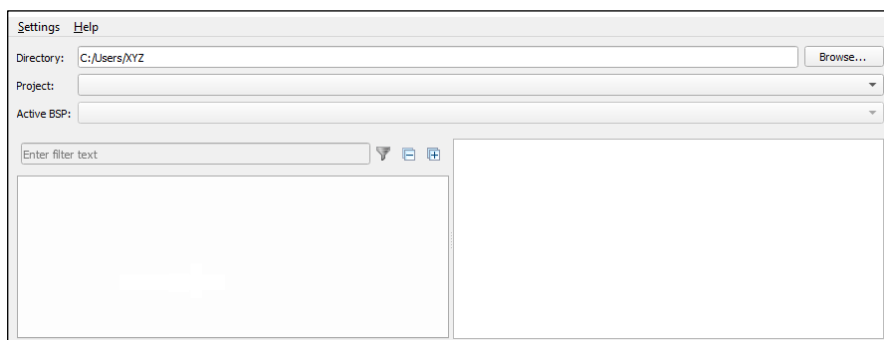 Settings Help
Directory: C:/Users/XYZ Browse...
Project:
Active BSP:
Enter filter text